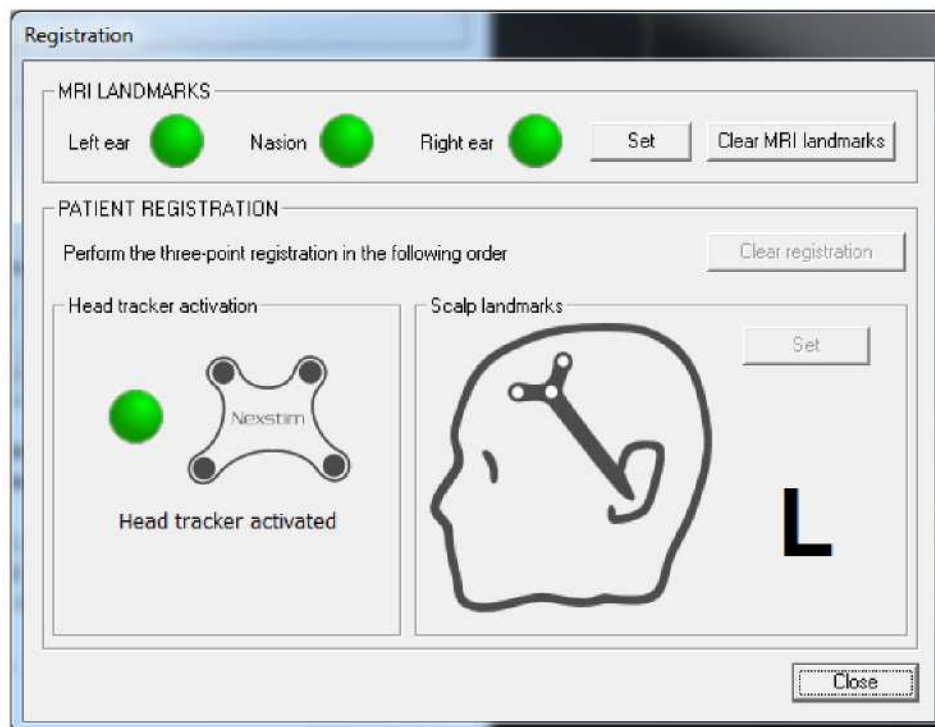 Registration
MRI LANDMARKS
Left ear
Nasion
Right ear
Set
Clear MRI landmarks
PATIENT REGISTRATION
Perform the three-point registration in the following order
Clear registration
Head tracker activation
Nexstim
Head tracker activated
Scalp landmarks
Set
L
Close